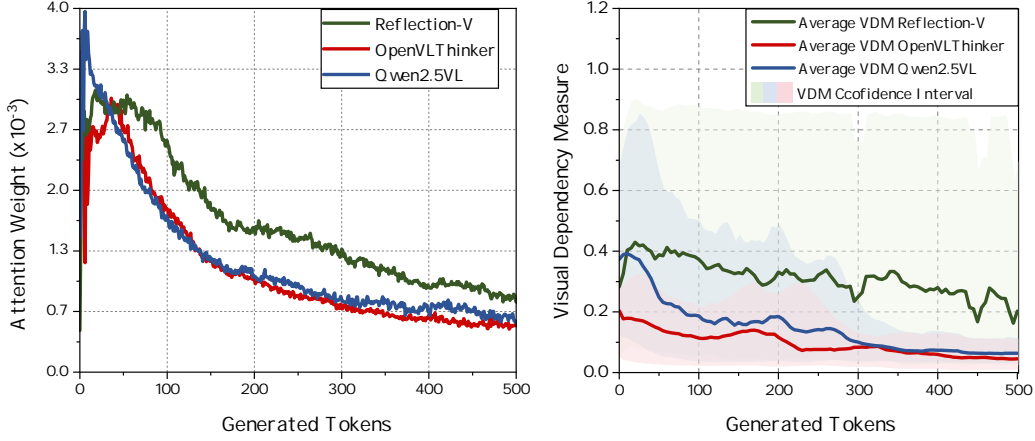 Attention Weight (x 10⁻³)
4.0
3.3
2.7
2.0
1.3
0.7
0.0
0
100
200
300
400
500
Generated Tokens
Reflection-V
OpenVLThinker
Qwen2.5VL
Visual Dependency Measure
1.2
1.0
0.8
0.6
0.4
0.2
0.0
0
100
200
300
400
500
Generated Tokens
Average VDM Reflection-V
Average VDM OpenVLThinker
Average VDM Qwen2.5VL
VDM Ccofidence Interval